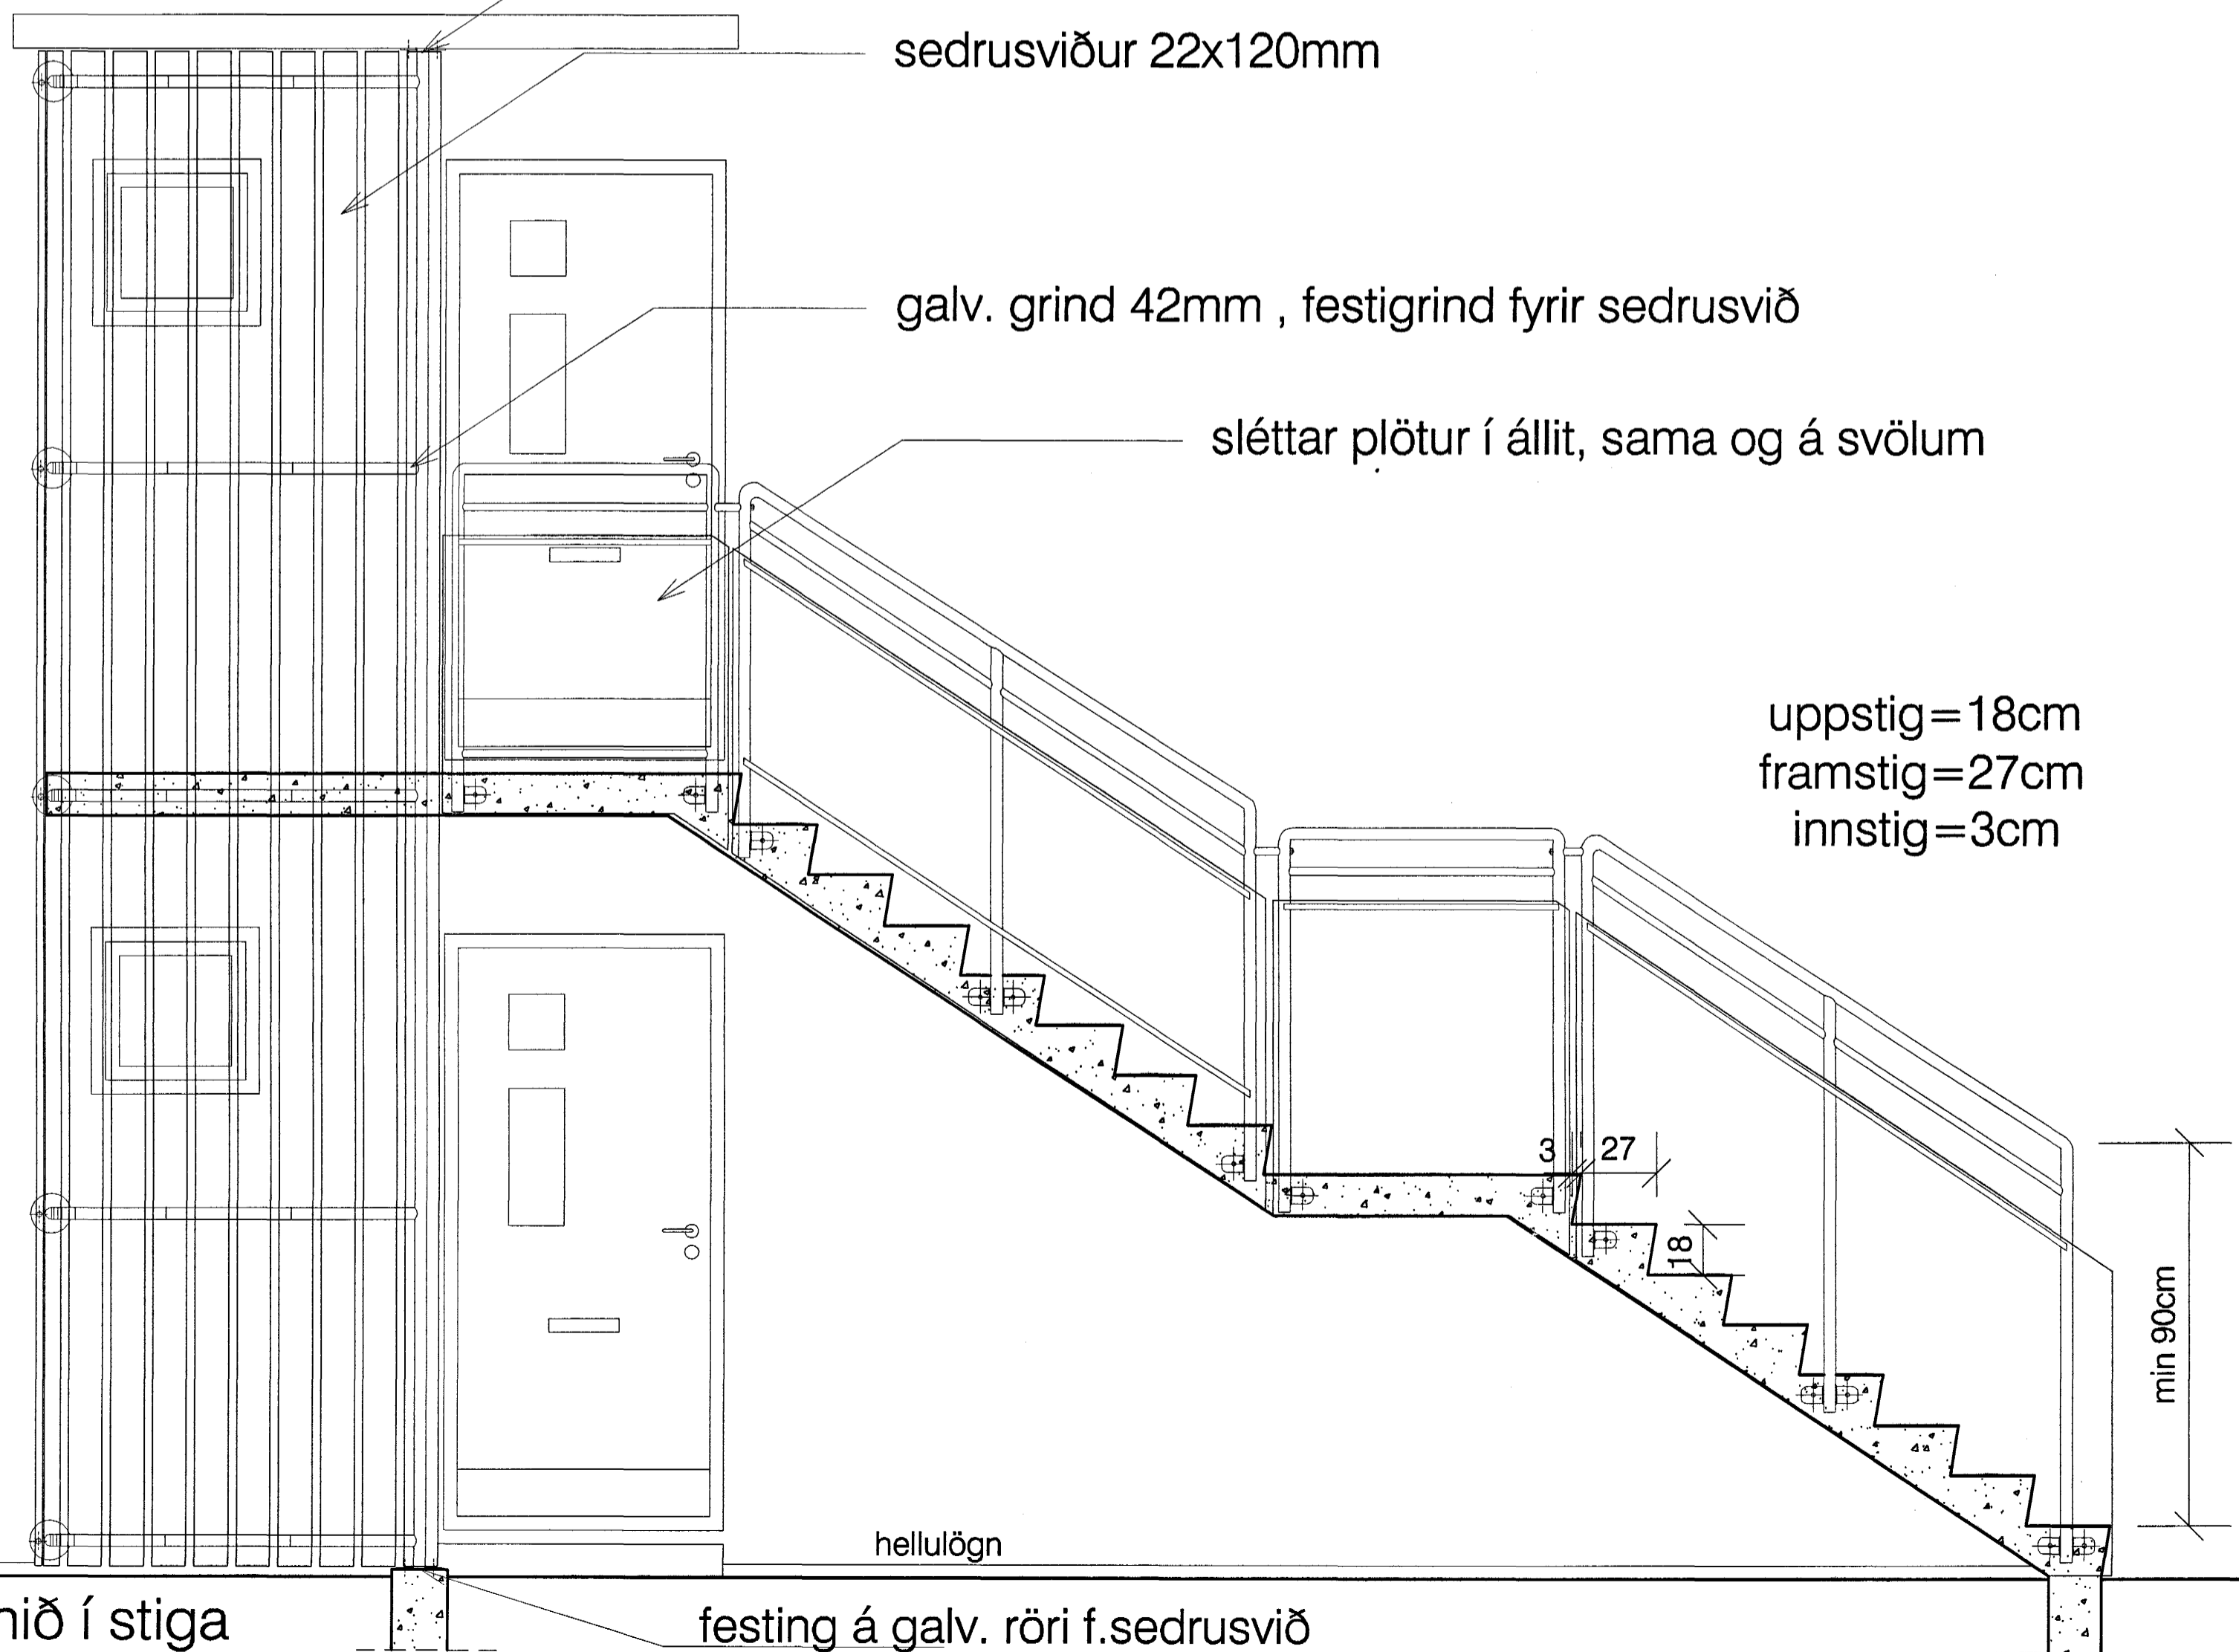 sedrusviður 22x120mm
galv. grind 42mm , festigrind fyrir sedrusvið
sléttar plötur í állit, sama og á svölum
uppstig=18cm
framstig=27cm
innstig=3cm
3 27
18
min 90cm
hellulögn
í stiga
festing á galv. röri f.sedrusvið